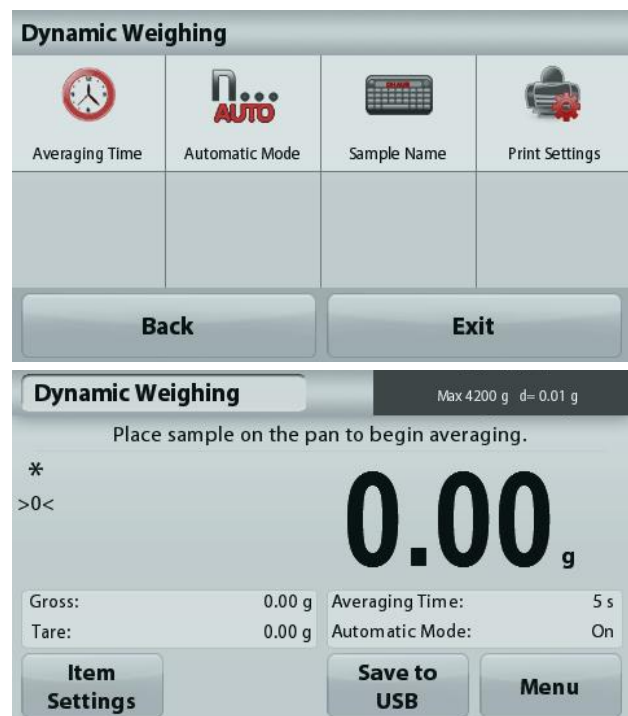 Dynamic Weighing
n...
AUTO
Averaging Time
Automatic Mode
Sample Name
Print Settings
Back
Exit
Dynamic Weighing
Max 4200 g d= 0.01 g
Place sample on the pan to begin averaging.
*
>0<
0.00 g
Gross: 0.00 g
Averaging Time: 5 s
Tare: 0.00 g
Automatic Mode: On
Item
Settings
Save to
USB
Menu